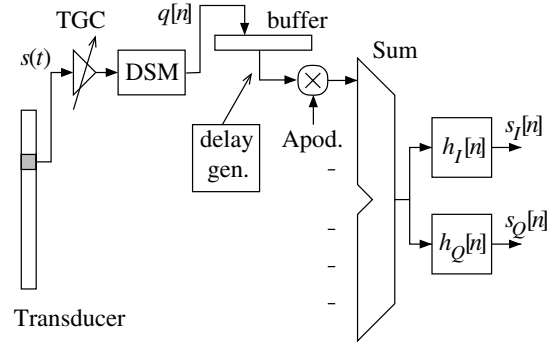 TGC
q[n]
buffer
s(t)
DSM
Sum
delay
gen.
Apod.
h_I[n]
s_I[n]
h_Q[n]
s_Q[n]
Transducer